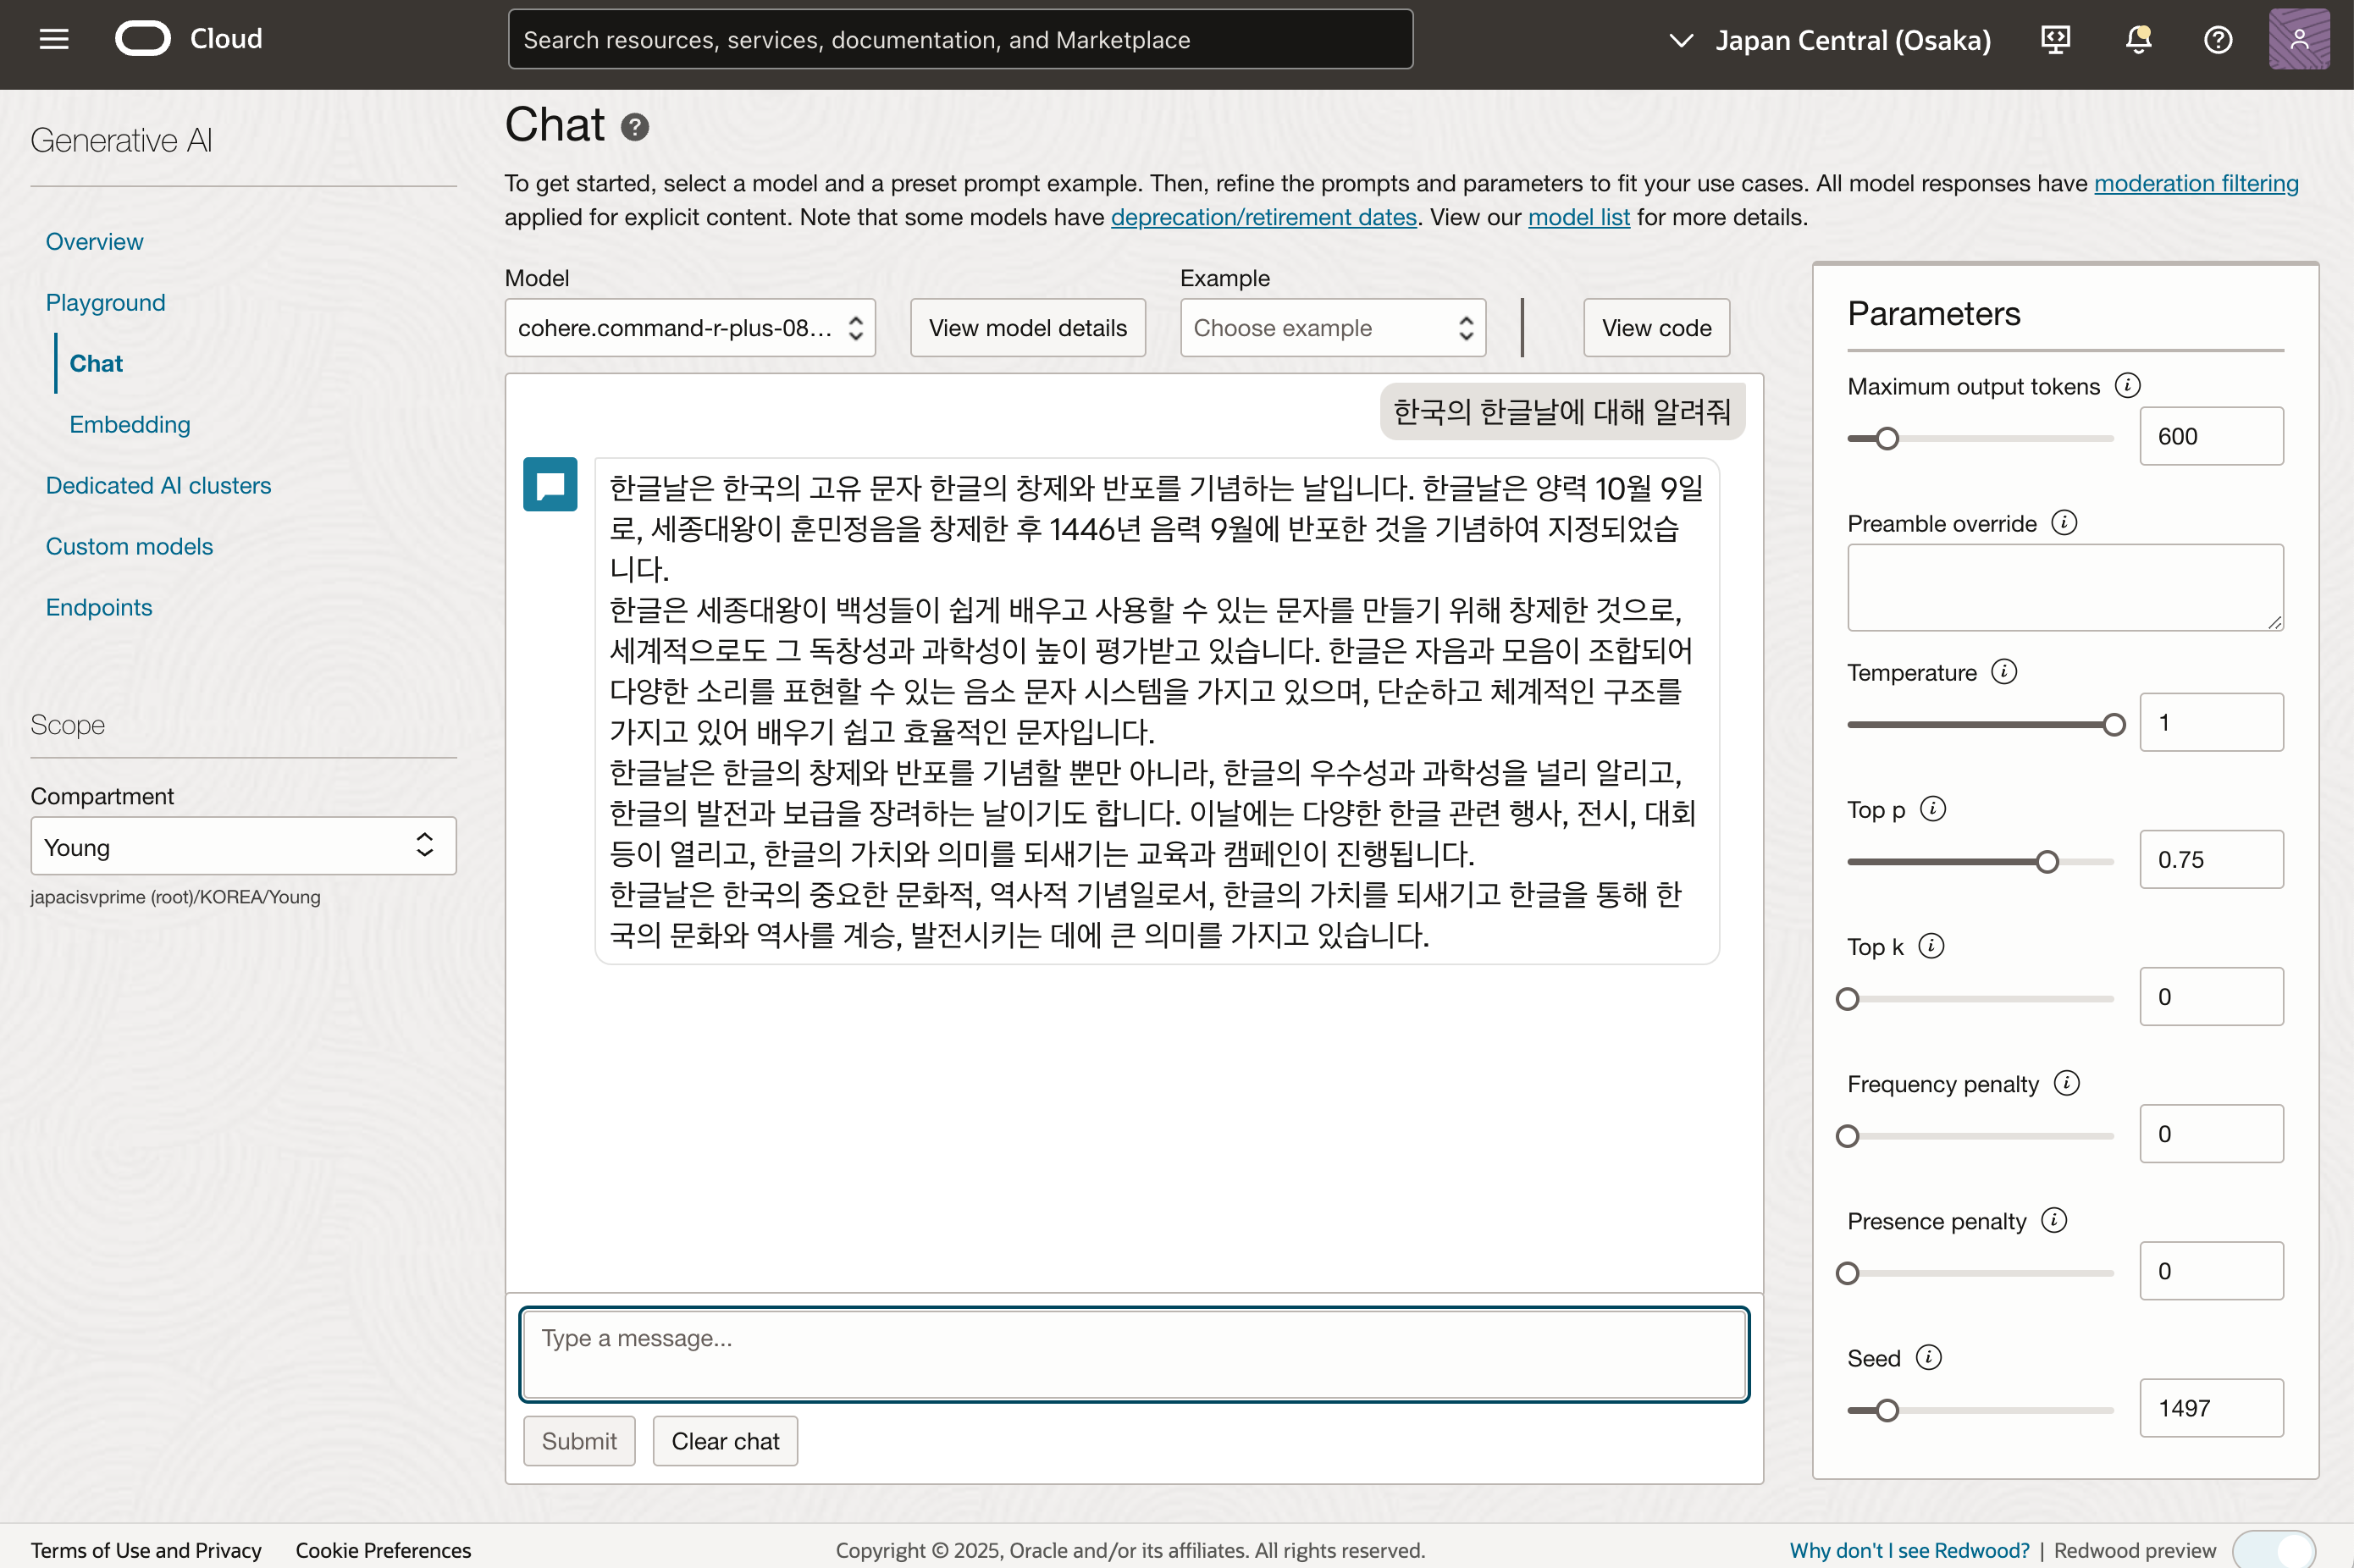 Cloud
Search resources, services, documentation, and Marketplace
Japan Central (Osaka)
Generative AI
Overview
Playground
Chat
Embedding
Dedicated AI clusters
Custom models
Endpoints
Scope
Compartment
Young
japacisvprime (root)/KOREA/Young
Chat
To get started, select a model and a preset prompt example. Then, refine the prompts and parameters to fit your use cases. All model responses have moderation filtering
applied for explicit content. Note that some models have deprecation/retirement dates. View our model list for more details.
Model
cohere.command-r-plus-08...
View model details
Example
Choose example
View code
한국의 한글날에 대해 알려줘
한글날은 한국의 고유 문자 한글의 창제와 반포를 기념하는 날입니다. 한글날은 양력 10월 9일
로, 세종대왕이 훈민정음을 창제한 후 1446년 음력 9월에 반포한 것을 기념하여 지정되었습
니다.
한글은 세종대왕이 백성들이 쉽게 배우고 사용할 수 있는 문자를 만들기 위해 창제한 것으로,
세계적으로도 그 독창성과 과학성이 높이 평가받고 있습니다. 한글은 자음과 모음이 조합되어
다양한 소리를 표현할 수 있는 음소 문자 시스템을 가지고 있으며, 단순하고 체계적인 구조를
가지고 있어 배우기 쉽고 효율적인 문자입니다.
한글날은 한글의 창제와 반포를 기념할 뿐만 아니라, 한글의 우수성과 과학성을 널리 알리고,
한글의 발전과 보급을 장려하는 날이기도 합니다. 이날에는 다양한 한글 관련 행사, 전시, 대회
등이 열리고, 한글의 가치와 의미를 되새기는 교육과 캠페인이 진행됩니다.
한글날은 한국의 중요한 문화적, 역사적 기념일로서, 한글의 가치를 되새기고 한글을 통해 한
국의 문화와 역사를 계승, 발전시키는 데에 큰 의미를 가지고 있습니다.
Type a message...
Submit
Clear chat
Parameters
Maximum output tokens
600
Preamble override
Temperature
1
Top p
0.75
Top k
0
Frequency penalty
0
Presence penalty
0
Seed
1497
Terms of Use and Privacy
Cookie Preferences
Copyright © 2025, Oracle and/or its affiliates. All rights reserved.
Why don't I see Redwood? | Redwood preview